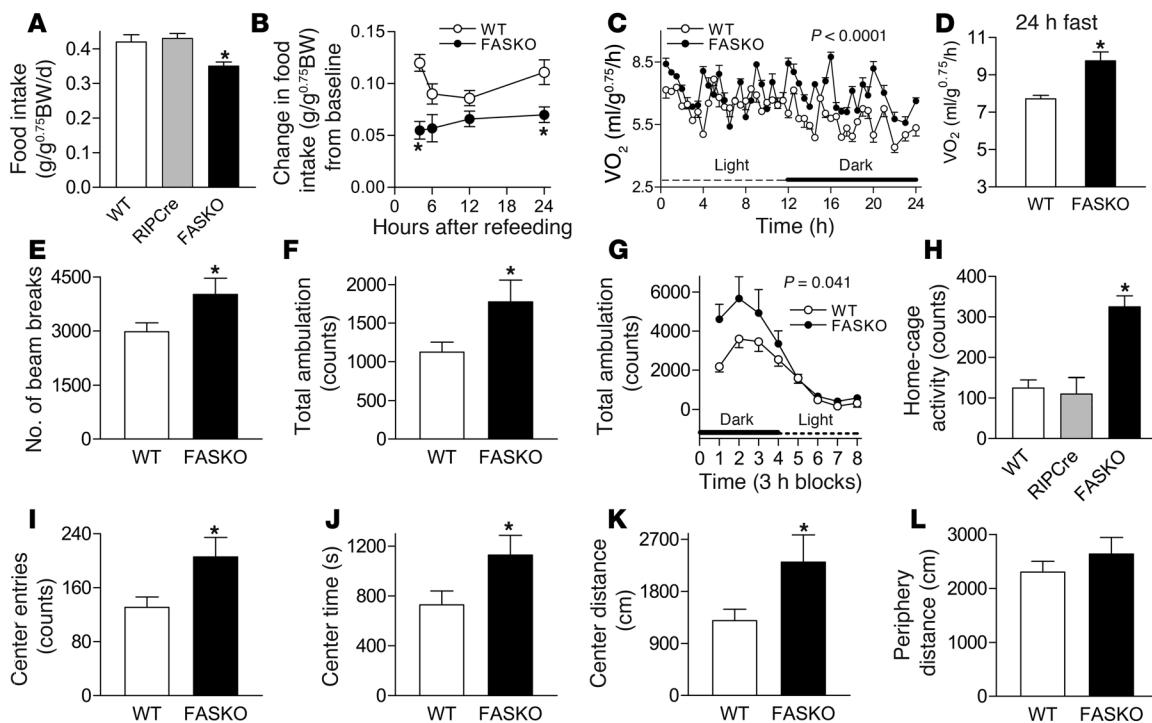 A
Food intake
(g/g0.75BW/d)
0.4
0.2
0.0
*
WT
RIPCre
FASKO
B
Change in food
intake (g/g0.75BW)
from baseline
0.15
0.10
0.05
0.00
WT
FASKO
*
*
0 6 12 18 24
Hours after refeeding
C
VO2 (ml/g0.75/h)
8.5
5.5
2.5
WT
FASKO
P < 0.0001
Light
Dark
0 4 8 12 16 20 24
Time (h)
D
24 h fast
VO2 (ml/g0.75/h)
11
9
7
5
3
*
WT FASKO
E
No. of beam breaks
4500
3000
1500
0
*
WT FASKO
F
Total ambulation
(counts)
2000
1500
1000
500
0
*
WT FASKO
G
Total ambulation
(counts)
6000
4000
2000
0
P = 0.041
WT
FASKO
Dark
Light
0 1 2 3 4 5 6 7 8
Time (3 h blocks)
H
Home-cage
activity (counts)
400
300
200
100
0
*
WT
RIPCre
FASKO
I
Center entries
(counts)
240
160
80
0
*
WT FASKO
J
Center time (s)
1200
800
400
0
*
WT FASKO
K
Center distance
(cm)
2700
1800
900
0
*
WT FASKO
L
Periphery
distance (cm)
3000
2000
1000
0
WT FASKO